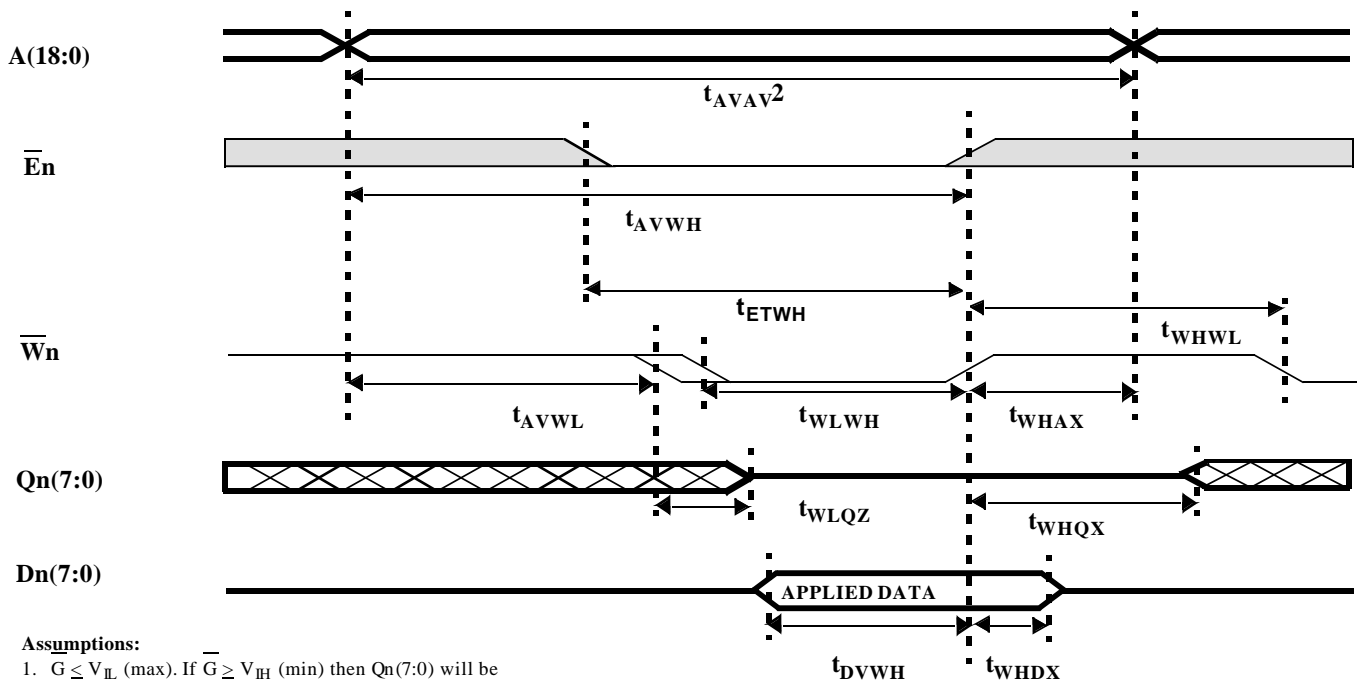 A(18:0)
tAVAV2
En
tAVWH
tETWH
tWHWL
Wn
tAVWL
tWLWH
tWHAX
Qn(7:0)
tWLQZ
tWHQX
Dn(7:0)
APPLIED DATA
Assumptions:
1. G ≤ VIL (max). If G ≥ VIH (min) then Qn(7:0) will be
tDVWH
tWHDX